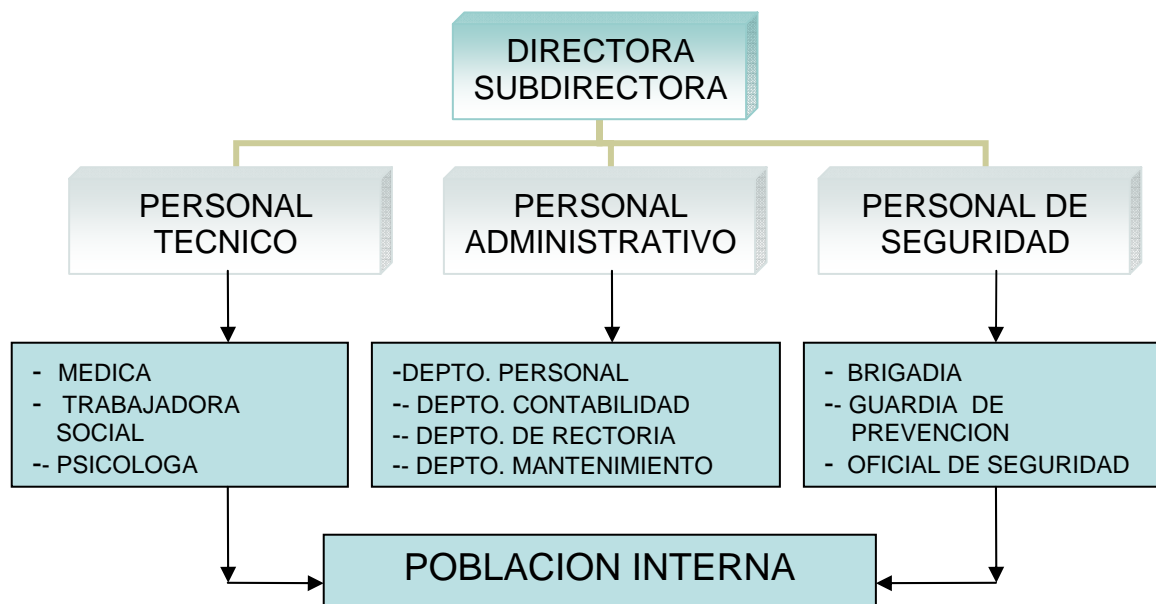 DIRECTORA
SUBDIRECTORA
PERSONAL
TECNICO
PERSONAL
ADMINISTRATIVO
PERSONAL DE
SEGURIDAD
- MEDICA
- TRABAJADORA
SOCIAL
-- PSICOLOGA
-DEPTO. PERSONAL
-- DEPTO. CONTABILIDAD
-- DEPTO. DE RECTORIA
-- DEPTO. MANTENIMIENTO
- BRIGADIA
-- GUARDIA DE
PREVENCION
- OFICIAL DE SEGURIDAD
POBLACION INTERNA